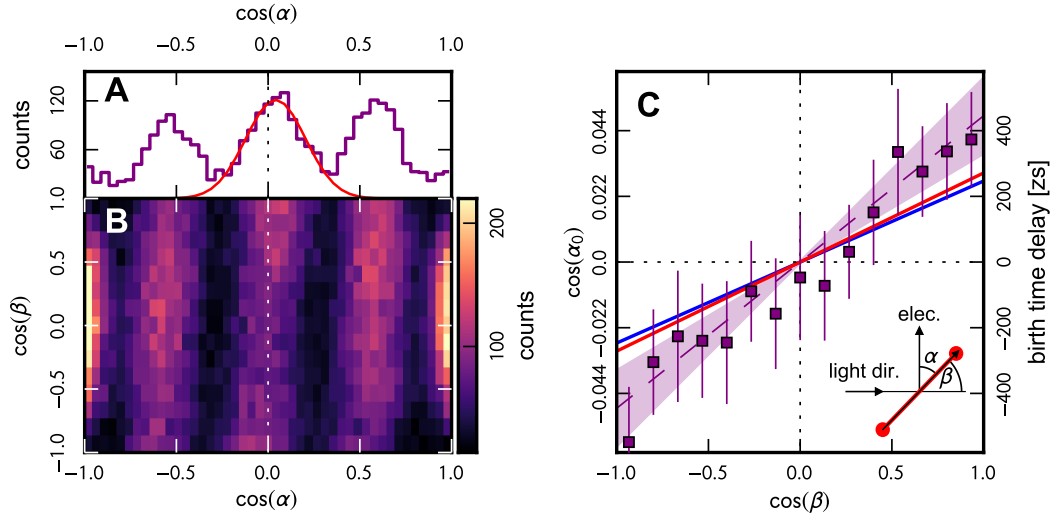 cos(α)
−1.0 −0.5 0.0 0.5 1.0
A
counts
120
60
1.0
B
cos(β)
1.0
0.5
0.0
−0.5
−1.0
−1.0 −0.5 0.0 0.5 1.0
cos(α)
200
100
counts
C
cos(α₀)
0.044
0.022
0.0
−0.022
−0.044
400
200
0
−200
−400
birth time delay [zs]
elec.
α
β
light dir.
−1.0 −0.5 0.0 0.5 1.0
cos(β)